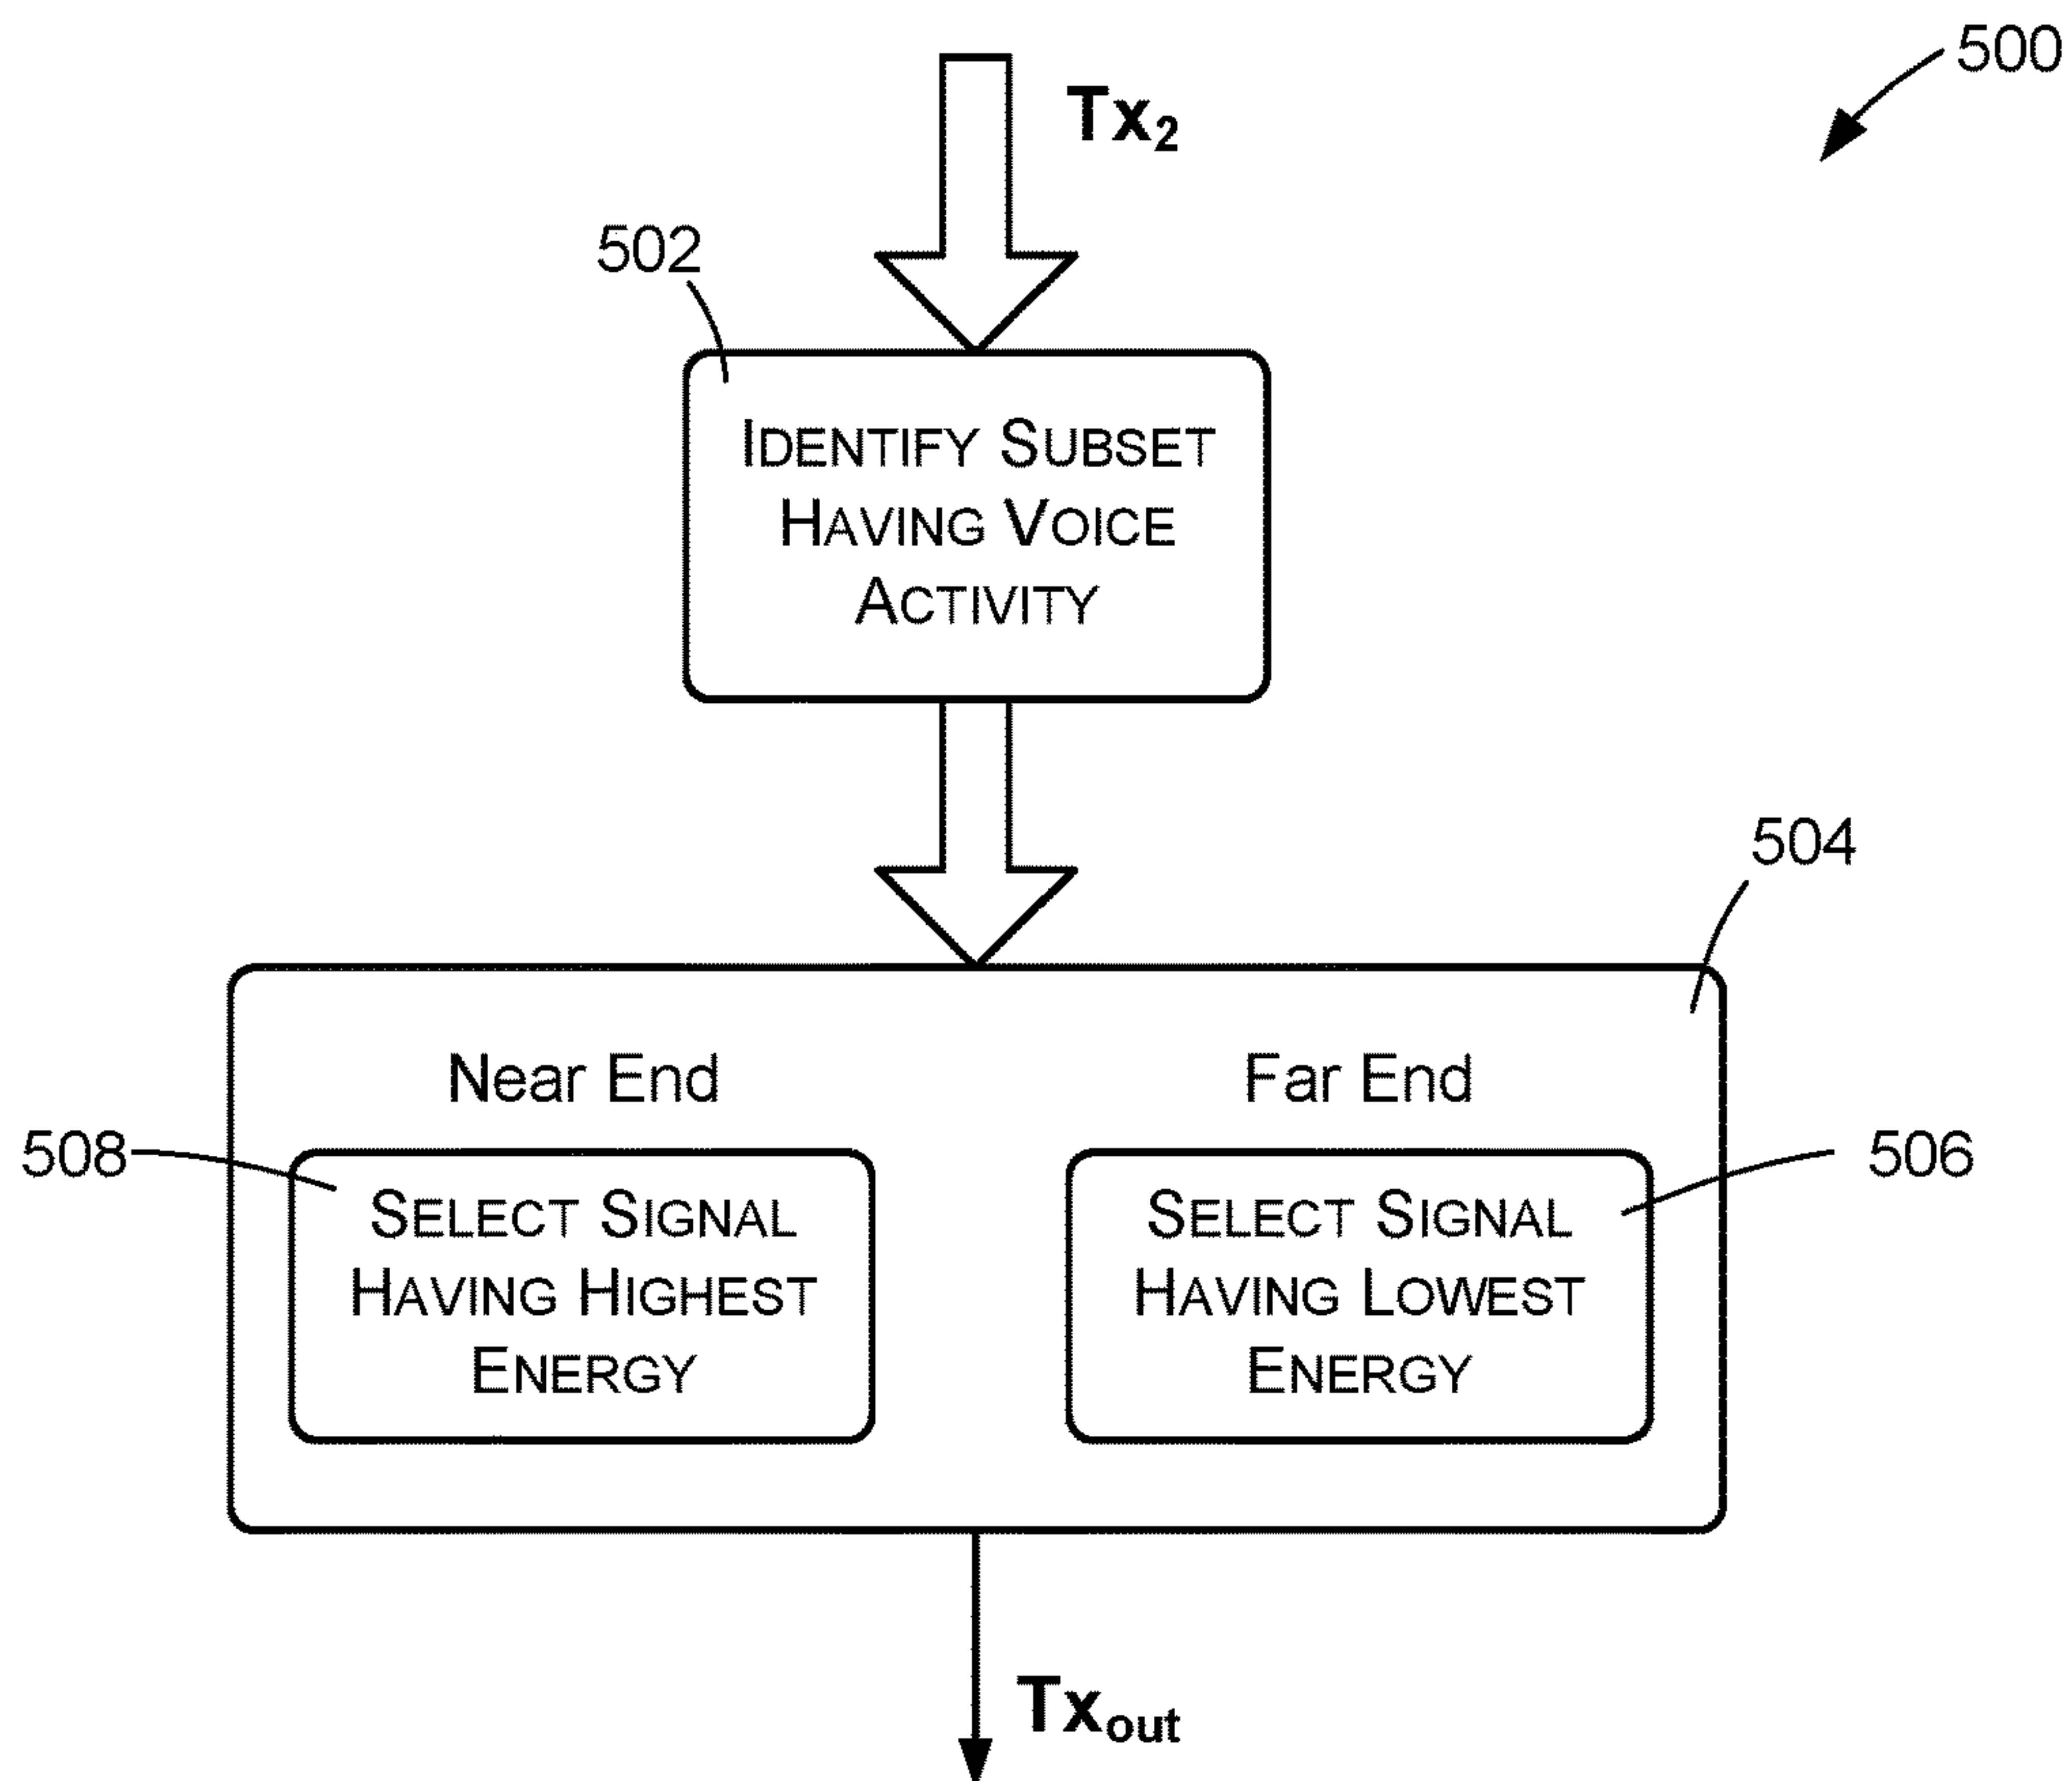 500
Tx2
502
IDENTIFY SUBSET
HAVING VOICE
ACTIVITY
504
Near End
Far End
508
506
SELECT SIGNAL
HAVING HIGHEST
ENERGY
SELECT SIGNAL
HAVING LOWEST
ENERGY
Txout